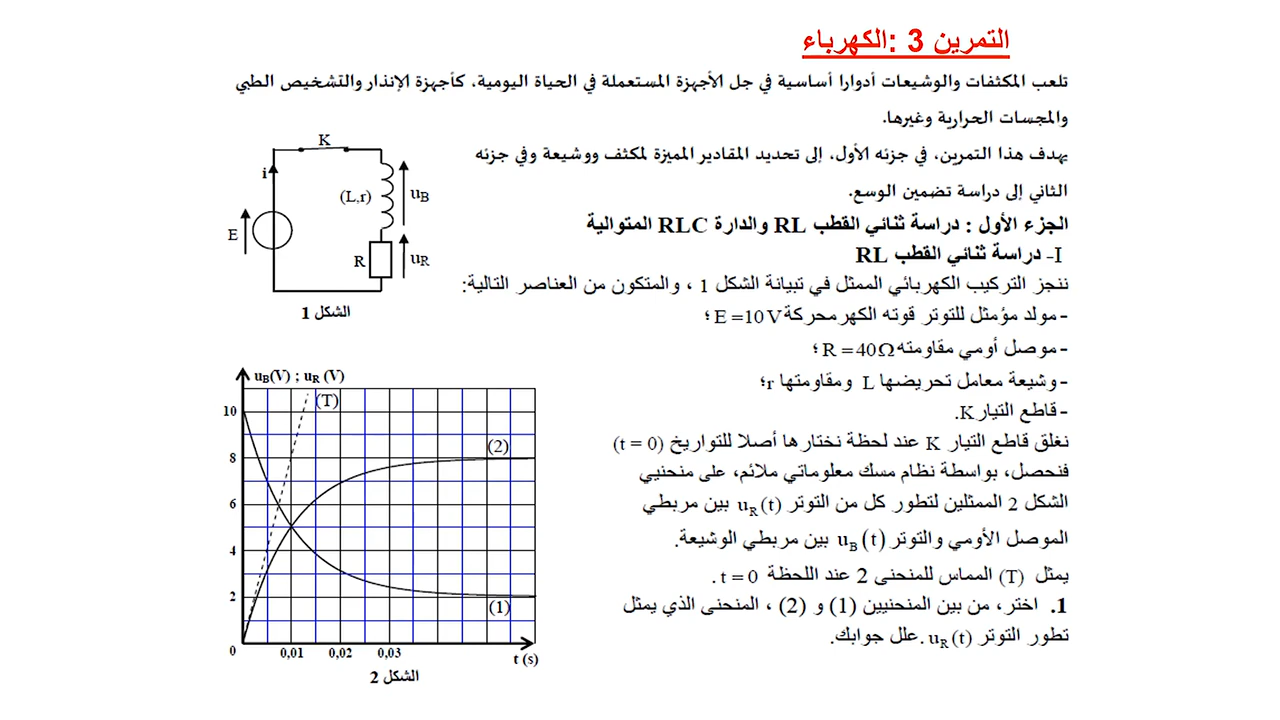 التمرين 3 :الكهرباء
تلعب المكثفات والوشيعات أدوارا أساسية في جل الأجهزة المستعملة في الحياة اليومية، كأجهزة الإنذار والتشخيص الطبي
والمجسات الحرارية وغيرها.
يهدف هذا التمرين، في جزئه الأول، إلى تحديد المقادير المميزة لمكثف ووشيعة وفي جزئه
الثاني إلى دراسة تضمين الوسع.
الجزء الأول : دراسة ثنائي القطب RL والدارة RLC المتوالية
I- دراسة ثنائي القطب RL
ننجز التركيب الكهربائي الممثل في تبيانة الشكل 1 ، والمتكون من العناصر التالية:
- مولد مؤمثل للتوتر قوته الكهرمحركة E =10 V ؛
- موصل أومي مقاومته R = 40Ω ؛
- وشيعة معامل تحريضها L ومقاومتها r؛
- قاطع التيار K.
نغلق قاطع التيار K عند لحظة نختارها أصلا للتواريخ (t = 0)
فنحصل، بواسطة نظام مسك معلوماتي ملائم، على منحنيي
الشكل 2 الممثلين لتطور كل من التوتر uR(t) بين مربطي
الموصل الأومي والتوتر uB(t) بين مربطي الوشيعة.
يمثل (T) المماس للمنحنى 2 عند اللحظة t = 0 .
1. اختر، من بين المنحنيين (1) و (2) ، المنحنى الذي يمثل
تطور التوتر uR(t) .علل جوابك.
K
i
(L,r)
uB
E
R
uR
الشكل 1
uB(V) ; uR (V)
(T)
10
(2)
8
6
4
2
(1)
0
0,01
0,02
0,03
t (s)
الشكل 2